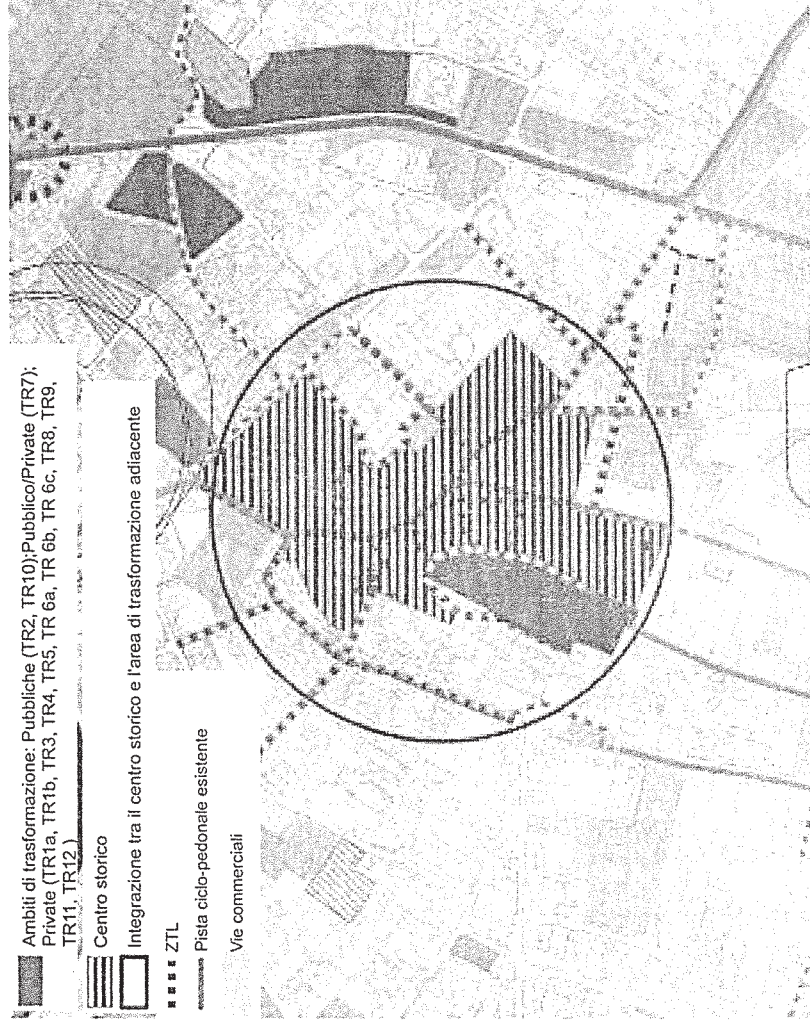 Ambiti di trasformazione: Pubbliche (TR2, TR10);Pubblico/Private (TR7);
Private (TR1a, TR1b, TR3, TR4, TR5, TR 6a, TR 6b, TR 6c, TR8, TR9,
TR11, TR12 )
Centro storico
Integrazione tra il centro storico e l'area di trasformazione adiacente
ZTL
Pista ciclo-pedonale esistente
Vie commerciali